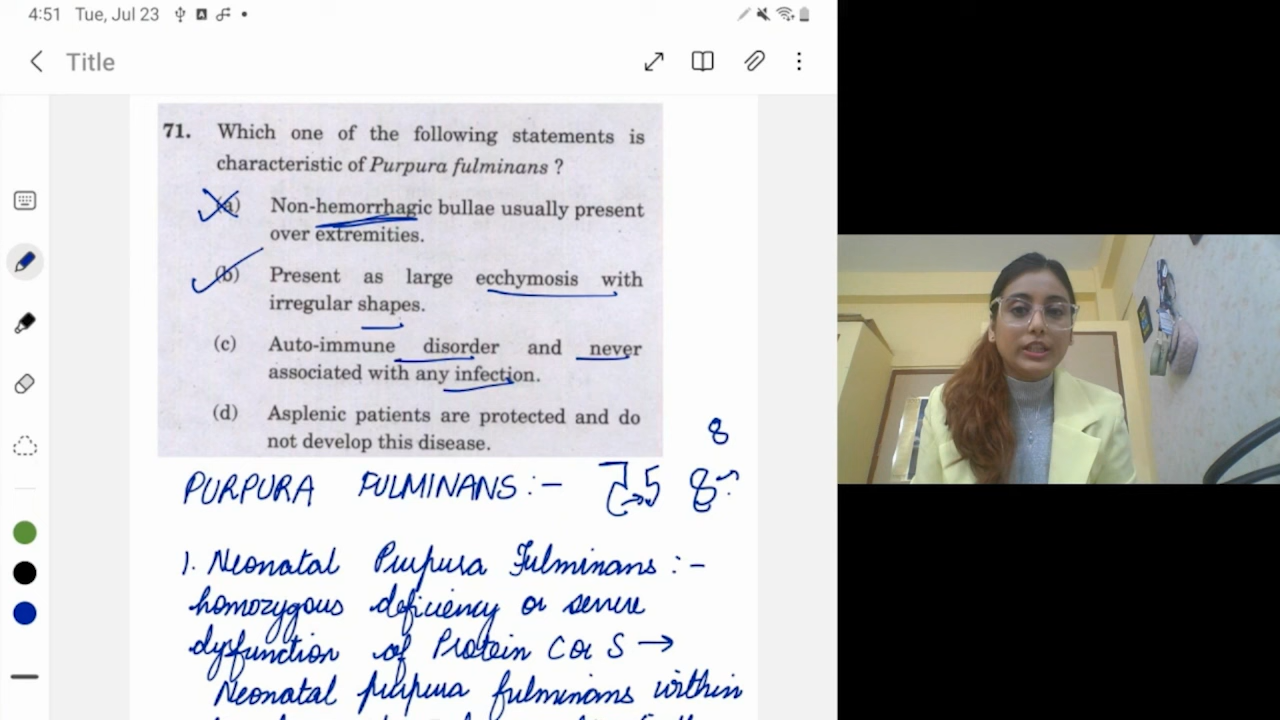 4:51 Tue, Jul 23
Title
71. Which one of the following statements is
characteristic of Purpura fulminans ?
(a) Non-hemorrhagic bullae usually present
over extremities.
(b) Present as large ecchymosis with
irregular shapes.
(c) Auto-immune disorder and never
associated with any infection.
(d) Asplenic patients are protected and do
not develop this disease.
8
PURPURA FULMINANS :-
1. Neonatal Purpura Fulminans :-
homozygous deficiency or severe
dysfunction of Protein C or S →
Neonatal purpura fulminans within